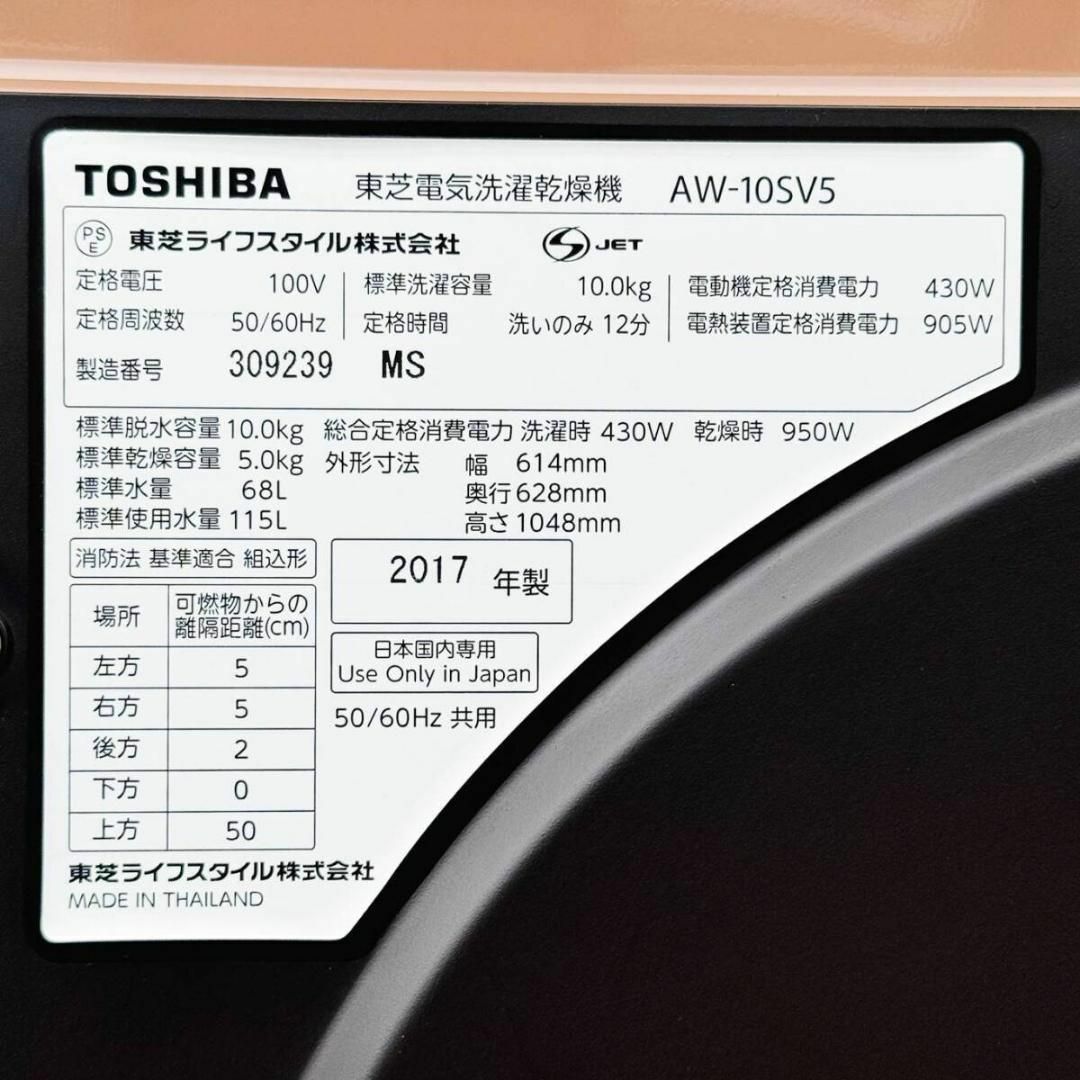 TOSHIBA 東芝電気洗濯乾燥機 AW-10SV5
PS E 東芝ライフスタイル株式会社 S JET
定格電圧 100V 標準洗濯容量 10.0kg 電動機定格消費電力 430W
定格周波数 50/60Hz 定格時間 洗いのみ 12分 電熱装置定格消費電力 905W
製造番号 309239 MS
標準脱水容量 10.0kg 総合定格消費電力 洗濯時 430W 乾燥時 950W
標準乾燥容量 5.0kg 外形寸法 幅 614mm
標準水量 68L 奥行 628mm
標準使用水量 115L 高さ 1048mm
消防法 基準適合 組込形
2017 年製
場所 可燃物からの離隔距離(cm)
左方 5
右方 5
後方 2
下方 0
上方 50
日本国内専用
Use Only in Japan
50/60Hz 共用
東芝ライフスタイル株式会社
MADE IN THAILAND